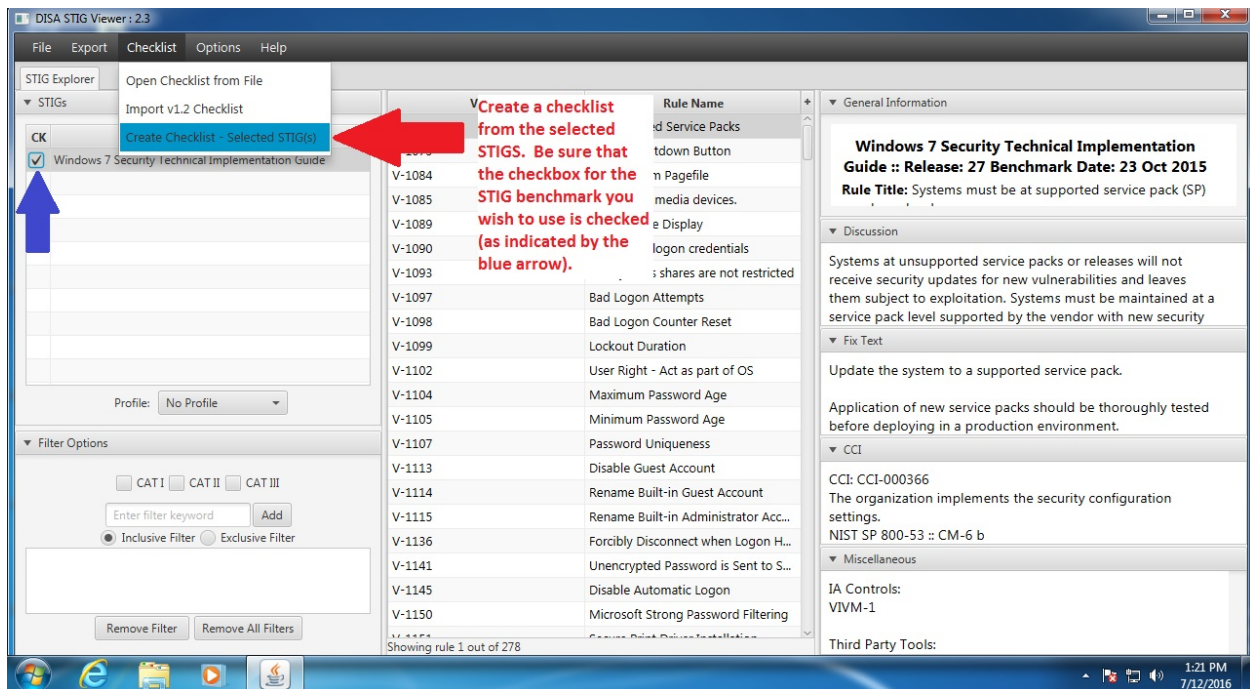 DISA STIG Viewer : 2.3
File Export Checklist Options Help
STIG Explorer
Open Checklist from File
Import v1.2 Checklist
Create Checklist - Selected STIG(s)
STIGs
CK
Windows 7 Security Technical Implementation Guide
Profile: No Profile
Filter Options
CAT I CAT II CAT III
Enter filter keyword Add
Inclusive Filter Exclusive Filter
Remove Filter Remove All Filters
Create a checklist
from the selected
STIGS. Be sure that
the checkbox for the
STIG benchmark you
wish to use is checked
(as indicated by the
blue arrow).
V Rule Name +
Service Packs
Button
V-1084 Pagefile
V-1085 media devices.
V-1089 Display
V-1090 logon credentials
V-1093 shares are not restricted
V-1097 Bad Logon Attempts
V-1098 Bad Logon Counter Reset
V-1099 Lockout Duration
V-1102 User Right - Act as part of OS
V-1104 Maximum Password Age
V-1105 Minimum Password Age
V-1107 Password Uniqueness
V-1113 Disable Guest Account
V-1114 Rename Built-in Guest Account
V-1115 Rename Built-in Administrator Acc...
V-1136 Forcibly Disconnect when Logon H...
V-1141 Unencrypted Password is Sent to S...
V-1145 Disable Automatic Logon
V-1150 Microsoft Strong Password Filtering
Showing rule 1 out of 278
General Information
Windows 7 Security Technical Implementation
Guide :: Release: 27 Benchmark Date: 23 Oct 2015
Rule Title: Systems must be at supported service pack (SP)
Discussion
Systems at unsupported service packs or releases will not
receive security updates for new vulnerabilities and leaves
them subject to exploitation. Systems must be maintained at a
service pack level supported by the vendor with new security
Fix Text
Update the system to a supported service pack.
Application of new service packs should be thoroughly tested
before deploying in a production environment.
CCI
CCI: CCI-000366
The organization implements the security configuration
settings.
NIST SP 800-53 :: CM-6 b
Miscellaneous
IA Controls:
VIVM-1
Third Party Tools:
1:21 PM
7/12/2016